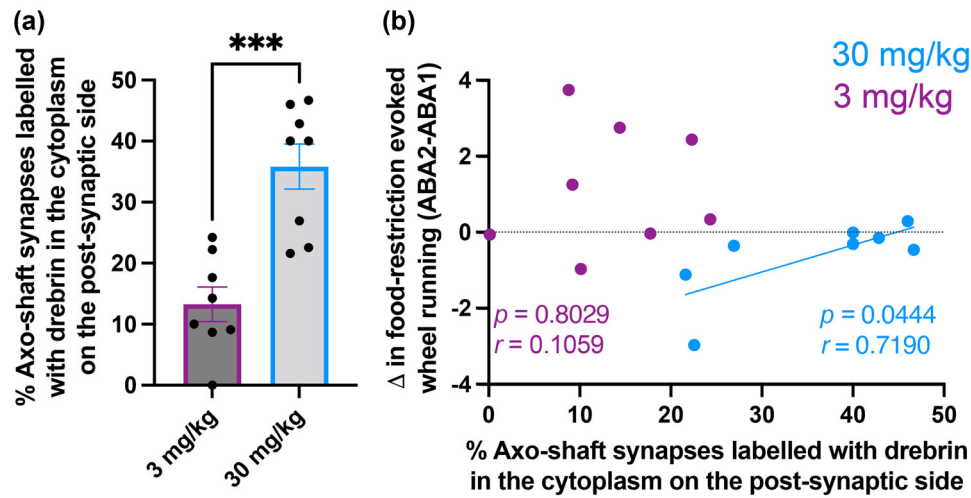 (a)
% Axo-shaft synapses labelled
with drebrin in the cytoplasm
on the post-synaptic side
***
50
40
30
20
10
0
3 mg/kg
30 mg/kg
(b)
Δ in food-restriction evoked
wheel running (ABA2-ABA1)
30 mg/kg
3 mg/kg
4
2
0
-2
-4
p = 0.8029
r = 0.1059
p = 0.0444
r = 0.7190
0
10
20
30
40
50
% Axo-shaft synapses labelled with drebrin
in the cytoplasm on the post-synaptic side